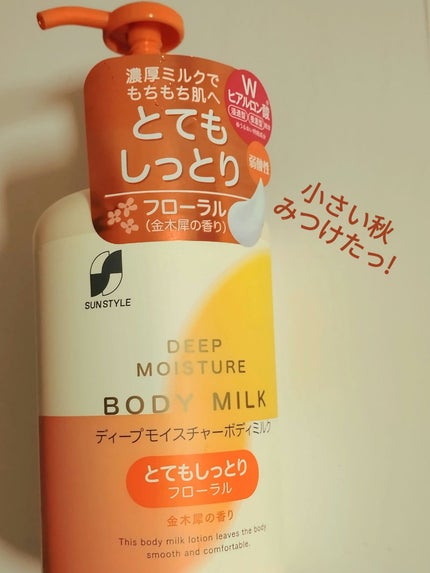 濃厚ミルクで
もちもち肌へ
とても
しっとり
フローラル
(金木犀の香り)
W
ヒアルロン酸
弱酸性
小さい秋
みつけたっ!
SUNSTYLE
DEEP
MOISTURE
BODY MILK
ディープモイスチャーボディミルク
とてもしっとり
フローラル
金木犀の香り
This body milk lotion leaves the body
smooth and comfortable.